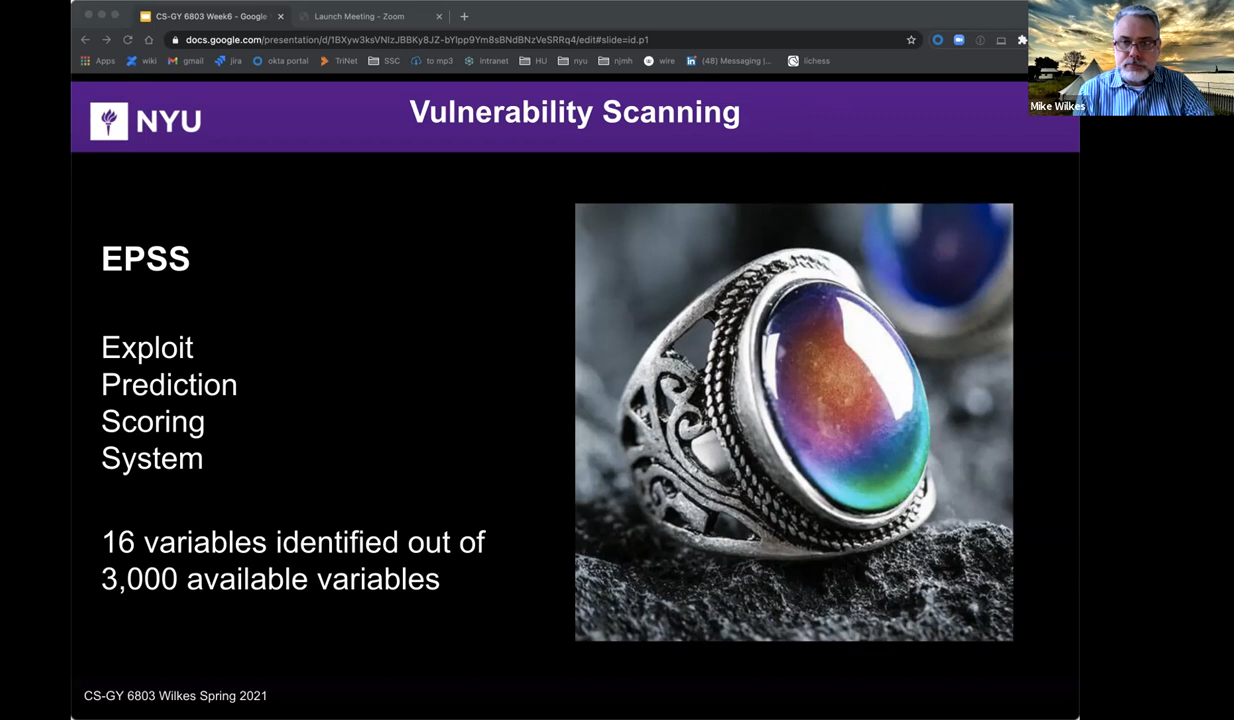 CS-GY 6803 Week6 - Google
Launch Meeting - Zoom
docs.google.com/presentation/d/1BXyw3ksVNlzJBBKy8JZ-bYlpp9Ym8sBNdBNzVeSRRq4/edit#slide=id.p1
Apps wiki gmail jira okta portal TriNet SSC to mp3 intranet HU nyu njmh wire (48) Messaging |... lichess
Mike Wilkes
NYU
Vulnerability Scanning
EPSS
Exploit
Prediction
Scoring
System
16 variables identified out of
3,000 available variables
CS-GY 6803 Wilkes Spring 2021